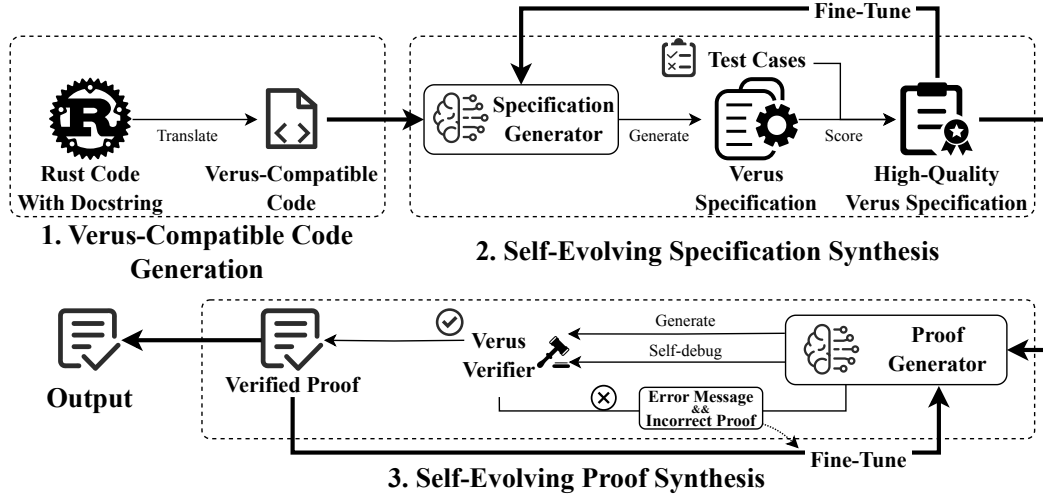 Fine-Tune
Test Cases
Specification
Generator
Translate
Generate
Score
Rust Code
With Docstring
Verus-Compatible
Code
Verus
Specification
High-Quality
Verus Specification
1. Verus-Compatible Code
Generation
2. Self-Evolving Specification Synthesis
Output
Verified Proof
Verus
Verifier
Generate
Self-debug
Proof
Generator
Error Message
&&
Incorrect Proof
Fine-Tune
3. Self-Evolving Proof Synthesis